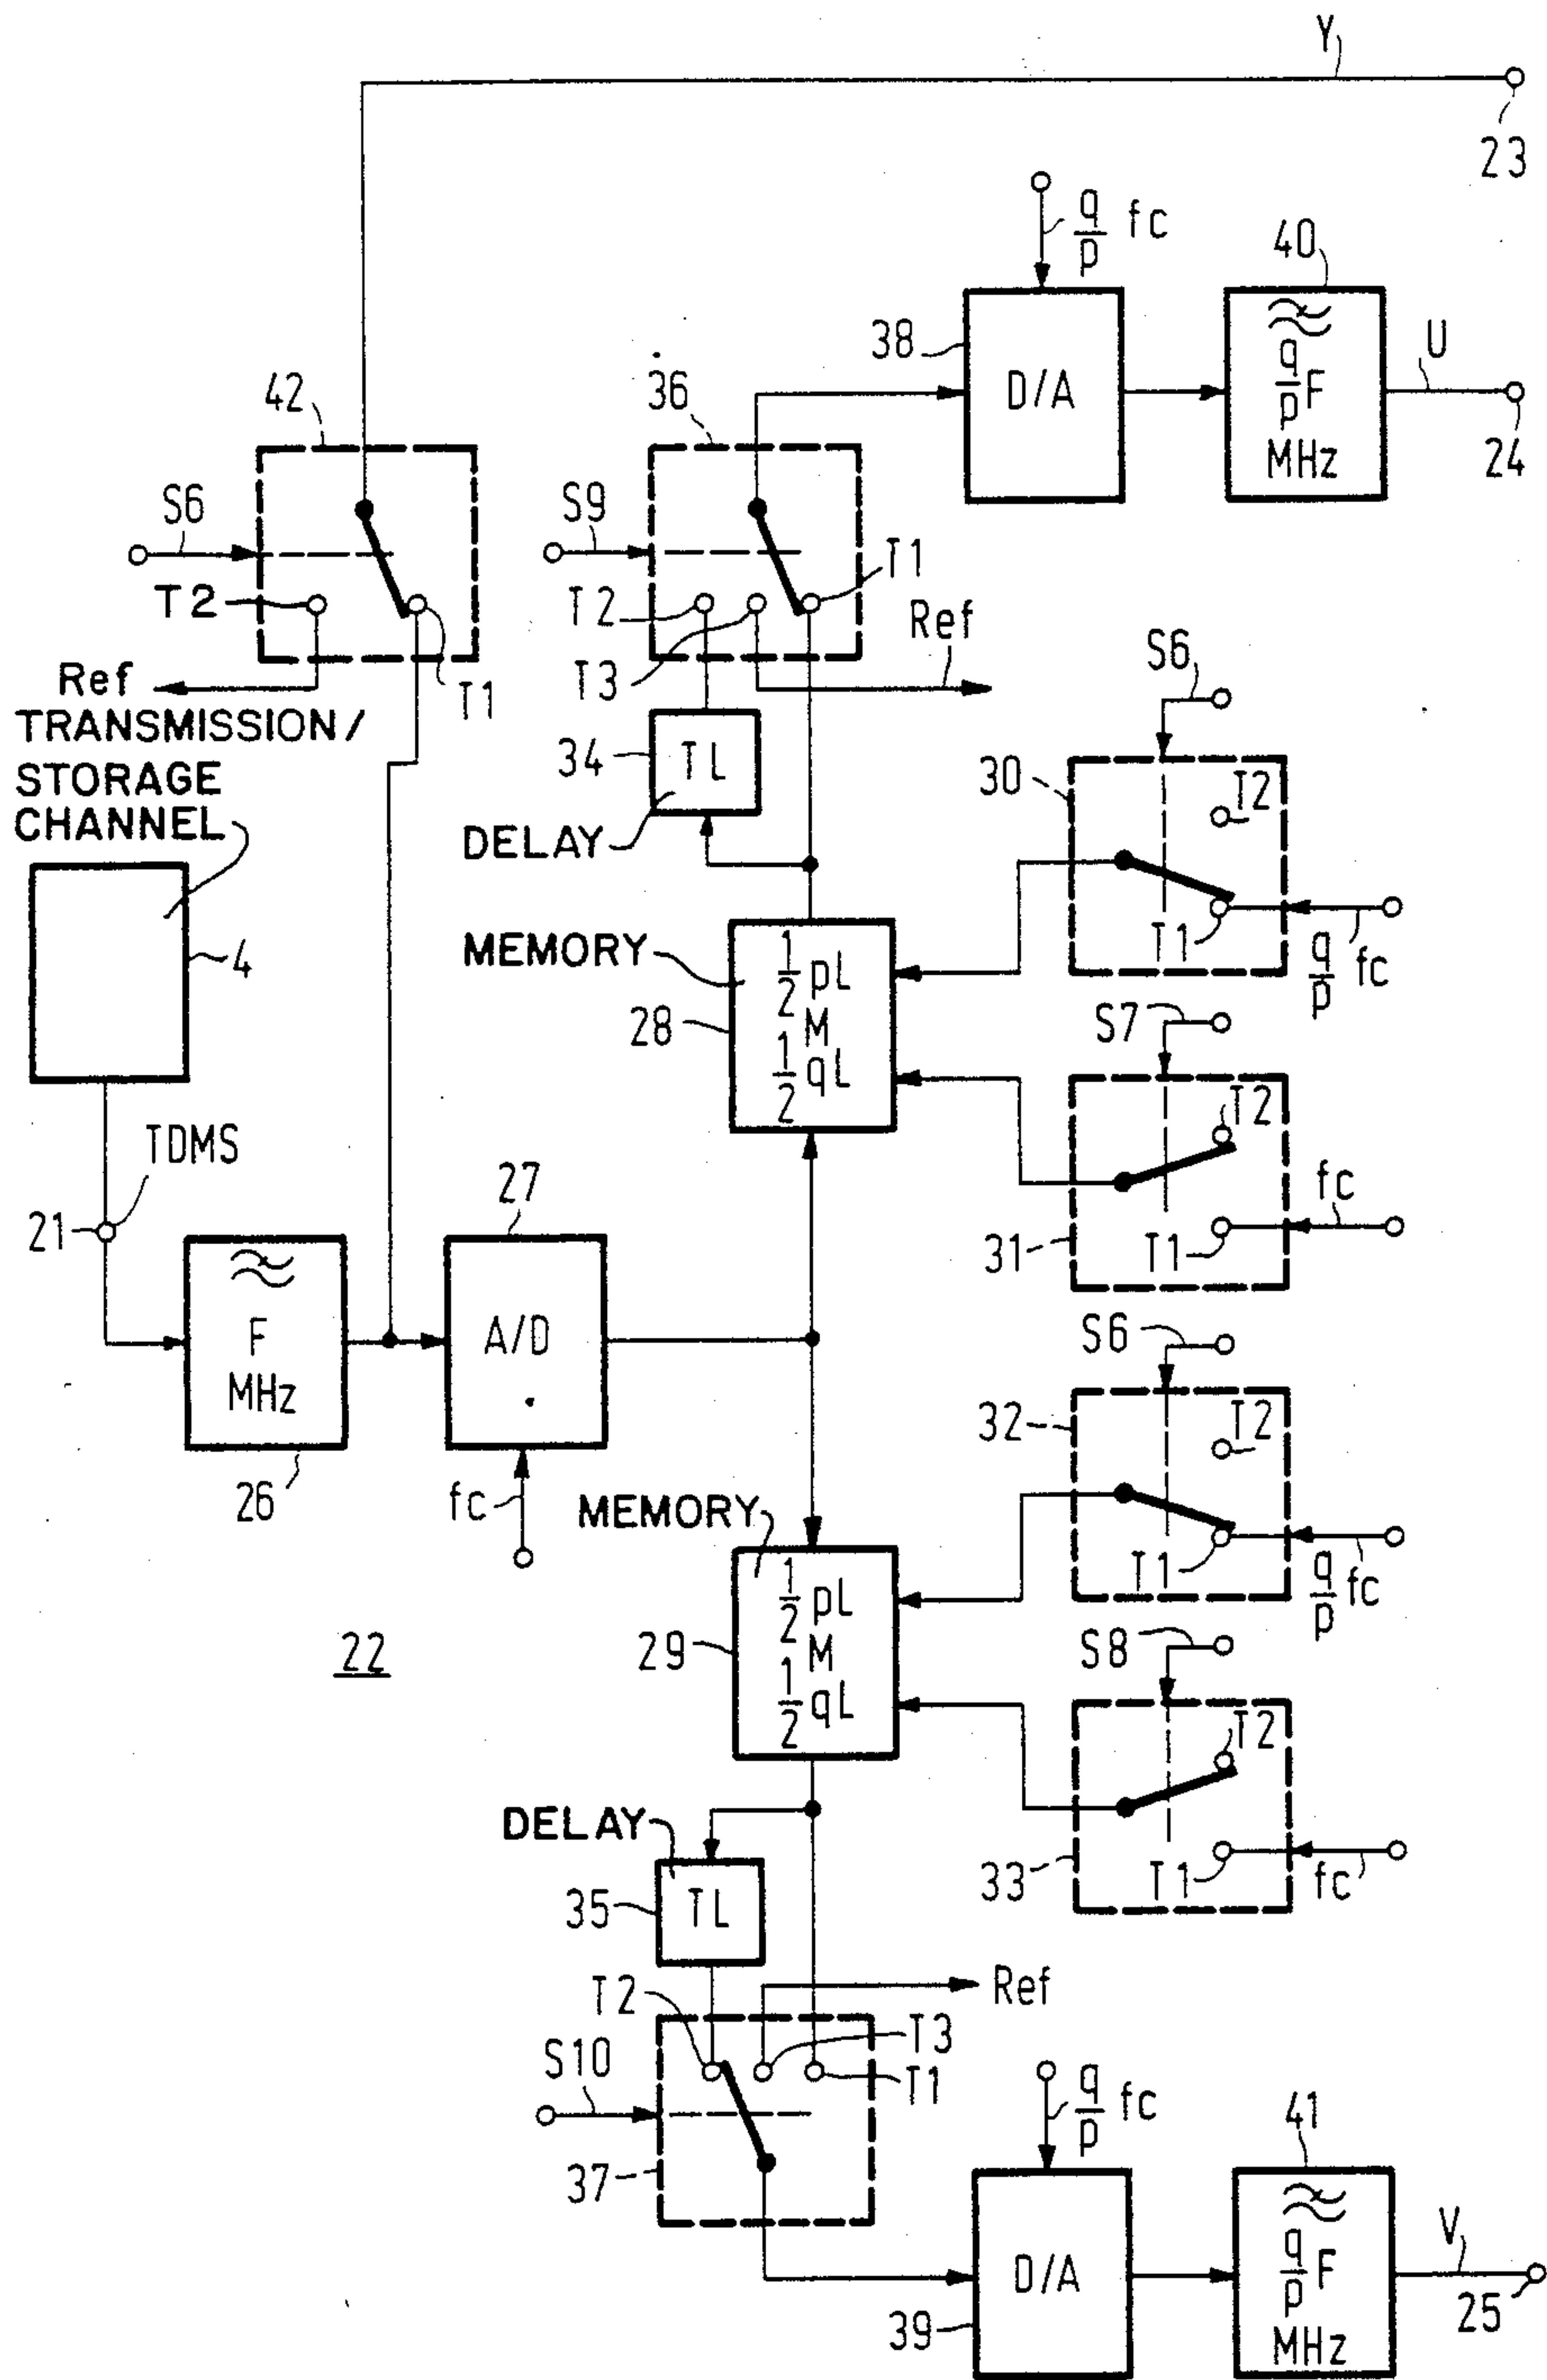 Y
23
q/p fc
40
38
D/A
q/p F
MHz
U
24
42
36
S6
S9
T2
T1
T2
T3
T1
Ref
Ref
TRANSMISSION/
STORAGE
CHANNEL
34
TL
DELAY
S6
30
T2
T1
q/p fc
4
MEMORY
28
1/2 pL
M
1/2 qL
S7
T2
31
T1
fc
TDMS
21
27
F
MHz
26
A/D
fc
S6
32
T2
T1
q/p fc
MEMORY
29
1/2 pL
M
1/2 qL
22
S8
T2
33
T1
fc
DELAY
35
TL
T2
Ref
T3
T1
S10
37
q/p fc
41
D/A
39
q/p F
MHz
V
25